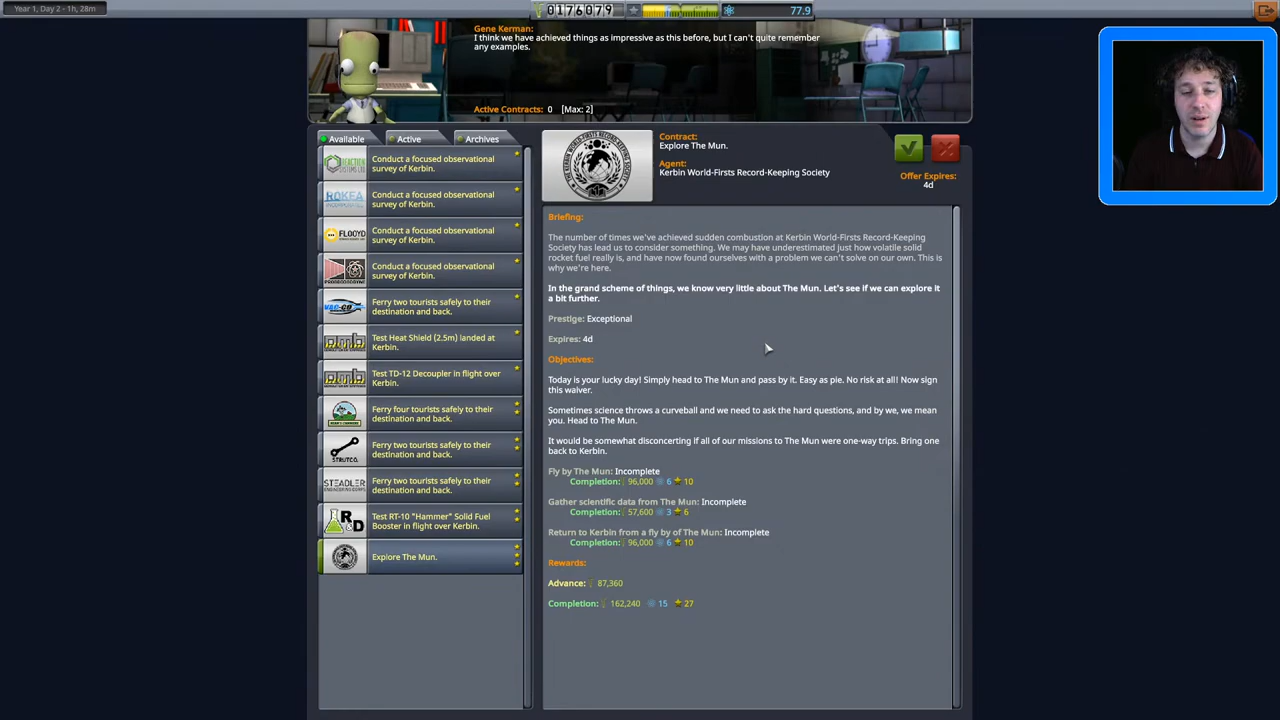 Year 1, Day 2 - 1h, 28m
0176079
77.9
Gene Kerman:
I think we have achieved things as impressive as this before, but I can't quite remember
any examples.
Active Contracts: 0 [Max: 2]
Available
Active
Archives
Conduct a focused observational
survey of Kerbin.
ROKEA
Conduct a focused observational
survey of Kerbin.
FLOOYD
Conduct a focused observational
survey of Kerbin.
Conduct a focused observational
survey of Kerbin.
VAC-CO
Ferry two tourists safely to their
destination and back.
Test Heat Shield (2.5m) landed at
Kerbin.
Test TD-12 Decoupler in flight over
Kerbin.
Ferry four tourists safely to their
destination and back.
STRUTCO.
Ferry two tourists safely to their
destination and back.
STEADLER
Ferry two tourists safely to their
destination and back.
R&D
Test RT-10 "Hammer" Solid Fuel
Booster in flight over Kerbin.
Explore The Mun.
Contract:
Explore The Mun.
Agent:
Kerbin World-Firsts Record-Keeping Society
Offer Expires:
4d
Briefing:
The number of times we've achieved sudden combustion at Kerbin World-Firsts Record-Keeping
Society has lead us to consider something. We may have underestimated just how volatile solid
rocket fuel really is, and have now found ourselves with a problem we can't solve on our own. This is
why we're here.
In the grand scheme of things, we know very little about The Mun. Let's see if we can explore it
a bit further.
Prestige: Exceptional
Expires: 4d
Objectives:
Today is your lucky day! Simply head to The Mun and pass by it. Easy as pie. No risk at all! Now sign
this waiver.
Sometimes science throws a curveball and we need to ask the hard questions, and by we, we mean
you. Head to The Mun.
It would be somewhat disconcerting if all of our missions to The Mun were one-way trips. Bring one
back to Kerbin.
Fly by The Mun: Incomplete
Completion: 96,000 6 10
Gather scientific data from The Mun: Incomplete
Completion: 57,600 3 6
Return to Kerbin from a fly by of The Mun: Incomplete
Completion: 96,000 6 10
Rewards:
Advance: 87,360
Completion: 162,240 15 27